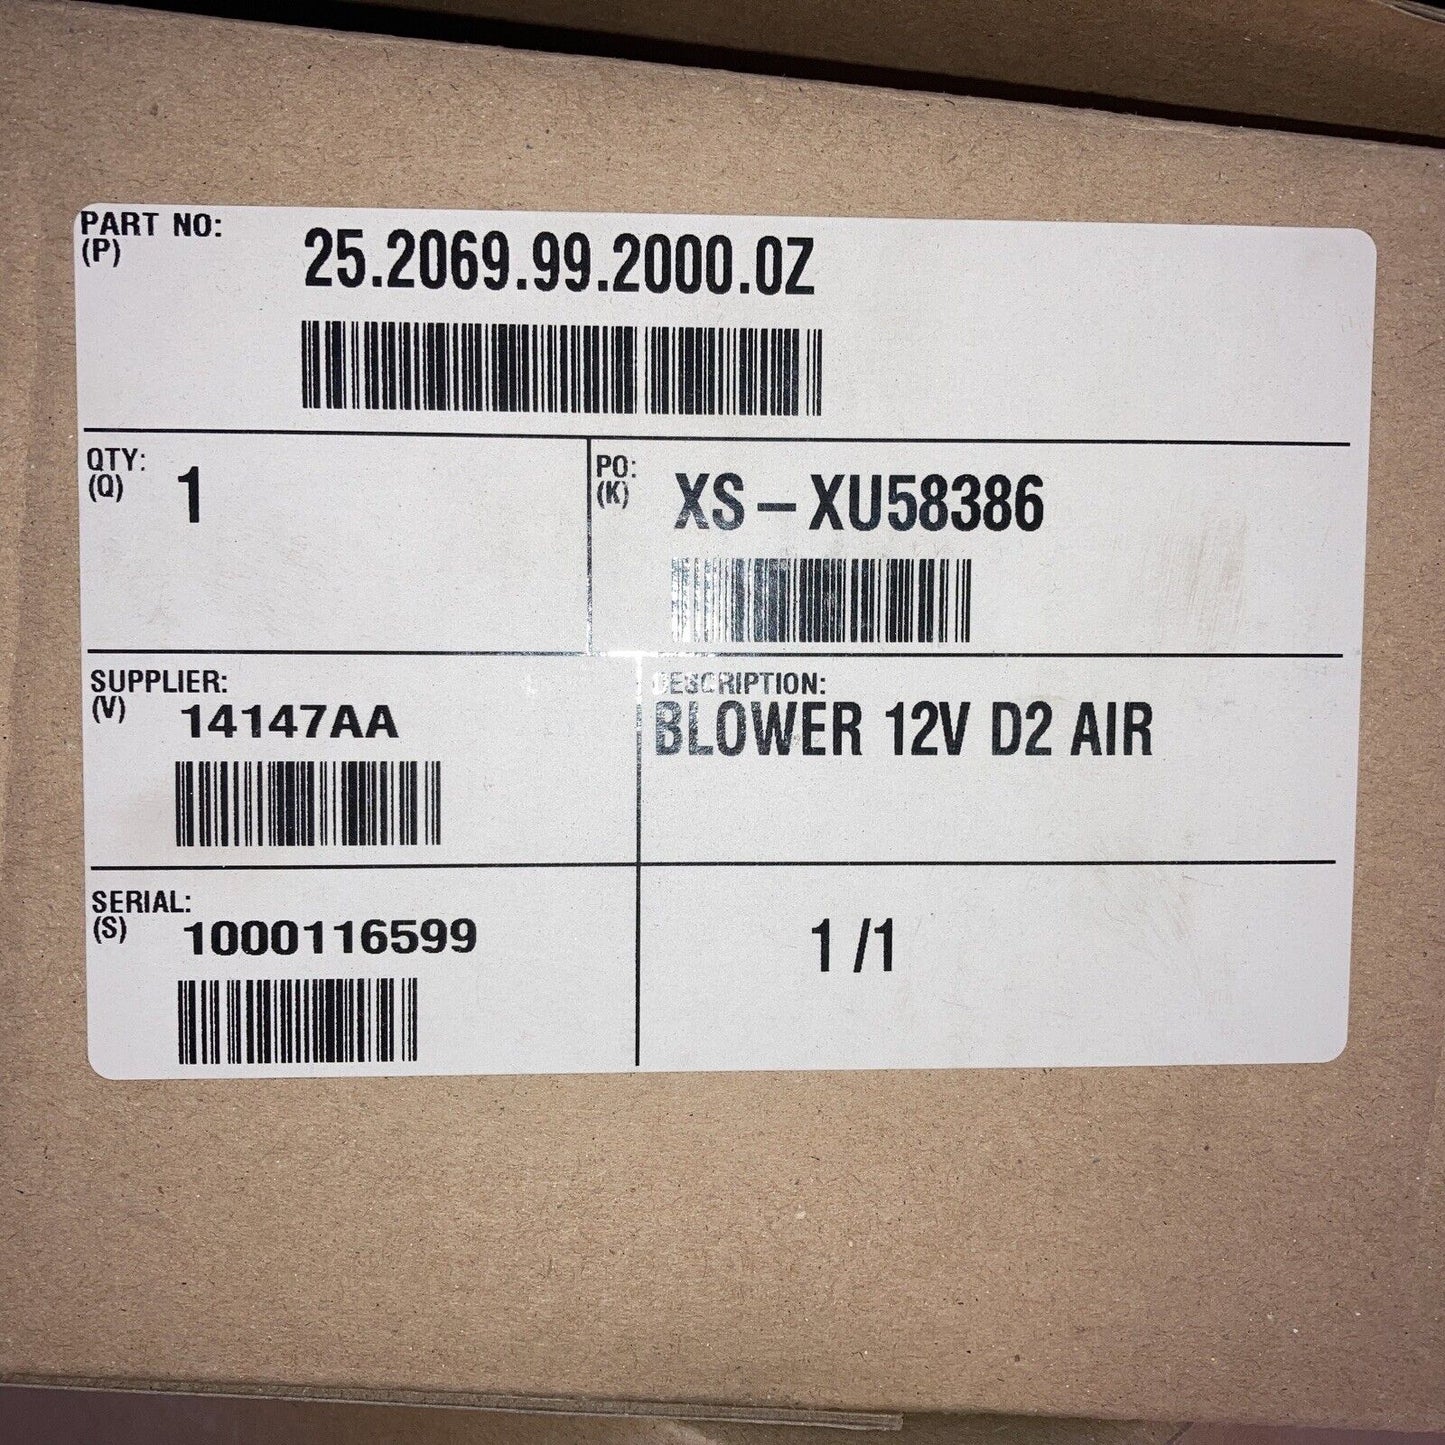 PART NO:
(P)
25.2069.99.2000.0Z
QTY:
(Q)
1
PO:
(K)
XS-XU58386
SUPPLIER:
(V)
14147AA
DESCRIPTION:
BLOWER 12V D2 AIR
SERIAL:
(S)
1000116599
1 /1